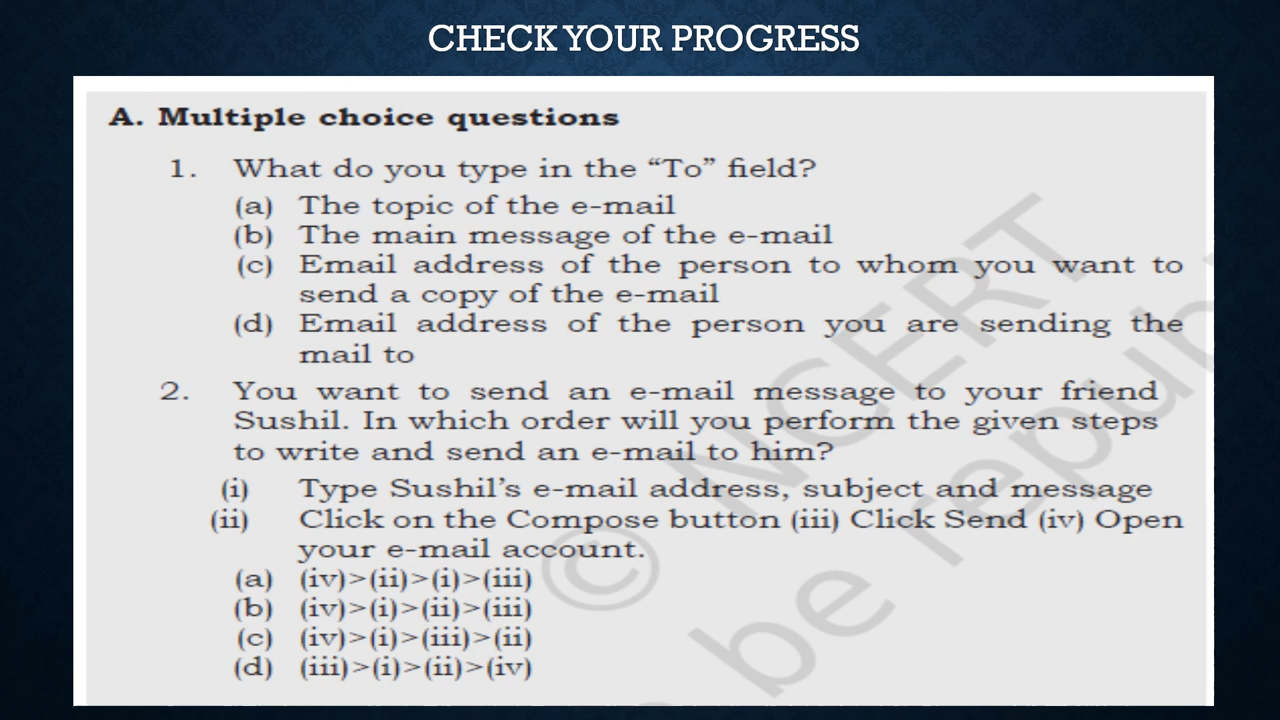 CHECK YOUR PROGRESS
A. Multiple choice questions
1. What do you type in the “To” field?
(a) The topic of the e-mail
(b) The main message of the e-mail
(c) Email address of the person to whom you want to
send a copy of the e-mail
(d) Email address of the person you are sending the
mail to
2. You want to send an e-mail message to your friend
Sushil. In which order will you perform the given steps
to write and send an e-mail to him?
(i) Type Sushil’s e-mail address, subject and message
(ii) Click on the Compose button (iii) Click Send (iv) Open
your e-mail account.
(a) (iv)>(ii)>(i)>(iii)
(b) (iv)>(i)>(ii)>(iii)
(c) (iv)>(i)>(iii)>(ii)
(d) (iii)>(i)>(ii)>(iv)
© NCERT
be republ